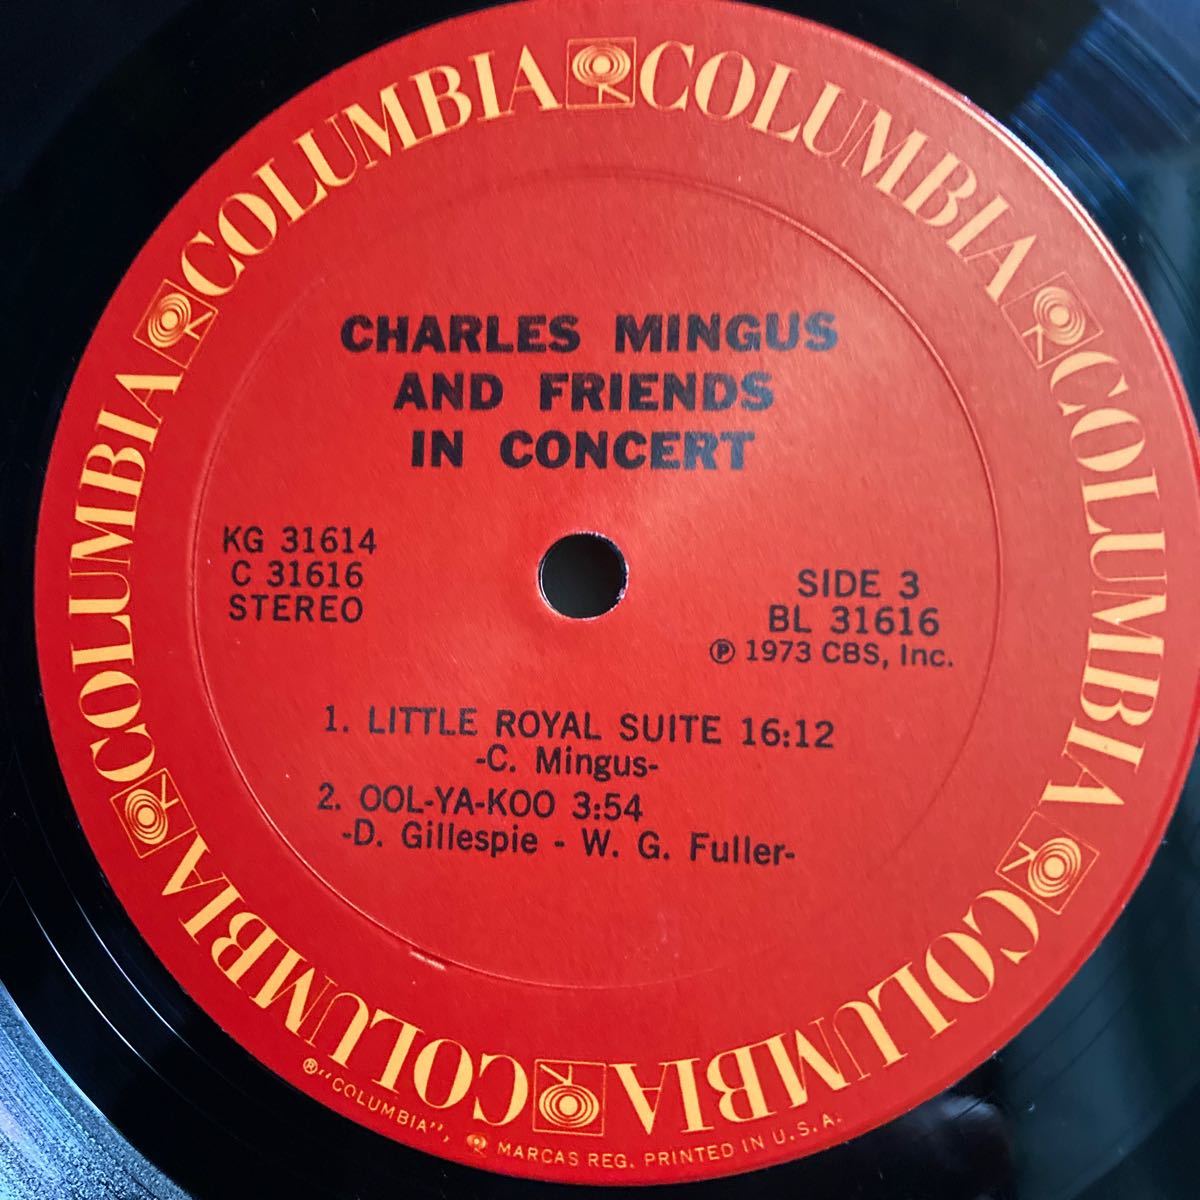 COLUMBIA COLUMBIA COLUMBIA COLUMBIA COLUMBIA COLUMBIA
CHARLES MINGUS
AND FRIENDS
IN CONCERT
KG 31614
C 31616
STEREO
SIDE 3
BL 31616
℗ 1973 CBS, Inc.
1. LITTLE ROYAL SUITE 16:12
-C. Mingus-
2. OOL-YA-KOO 3:54
-D. Gillespie - W. G. Fuller-
®"COLUMBIA", MARCAS REG. PRINTED IN U.S.A.